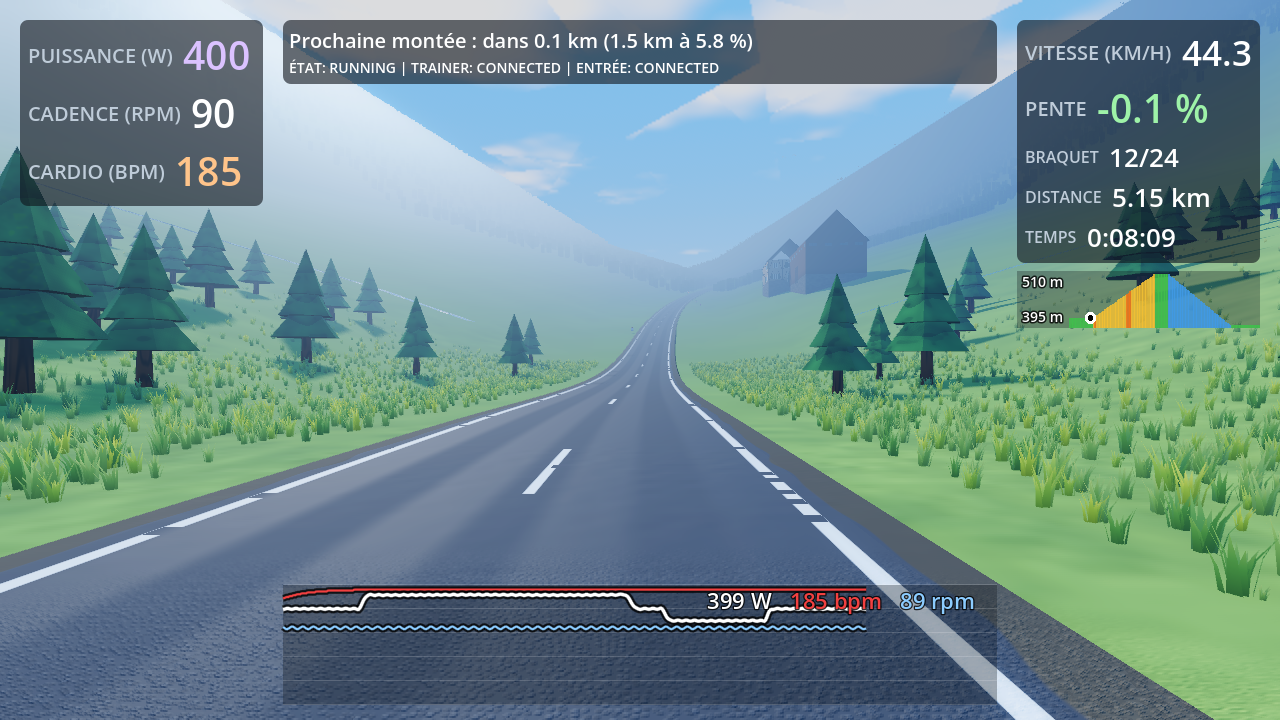 PUISSANCE (W) 400
CADENCE (RPM) 90
CARDIO (BPM) 185
Prochaine montée : dans 0.1 km (1.5 km à 5.8 %)
ÉTAT: RUNNING | TRAINER: CONNECTED | ENTRÉE: CONNECTED
VITESSE (KM/H) 44.3
PENTE -0.1 %
BRAQUET 12/24
DISTANCE 5.15 km
TEMPS 0:08:09
510 m
395 m
399 W 185 bpm 89 rpm